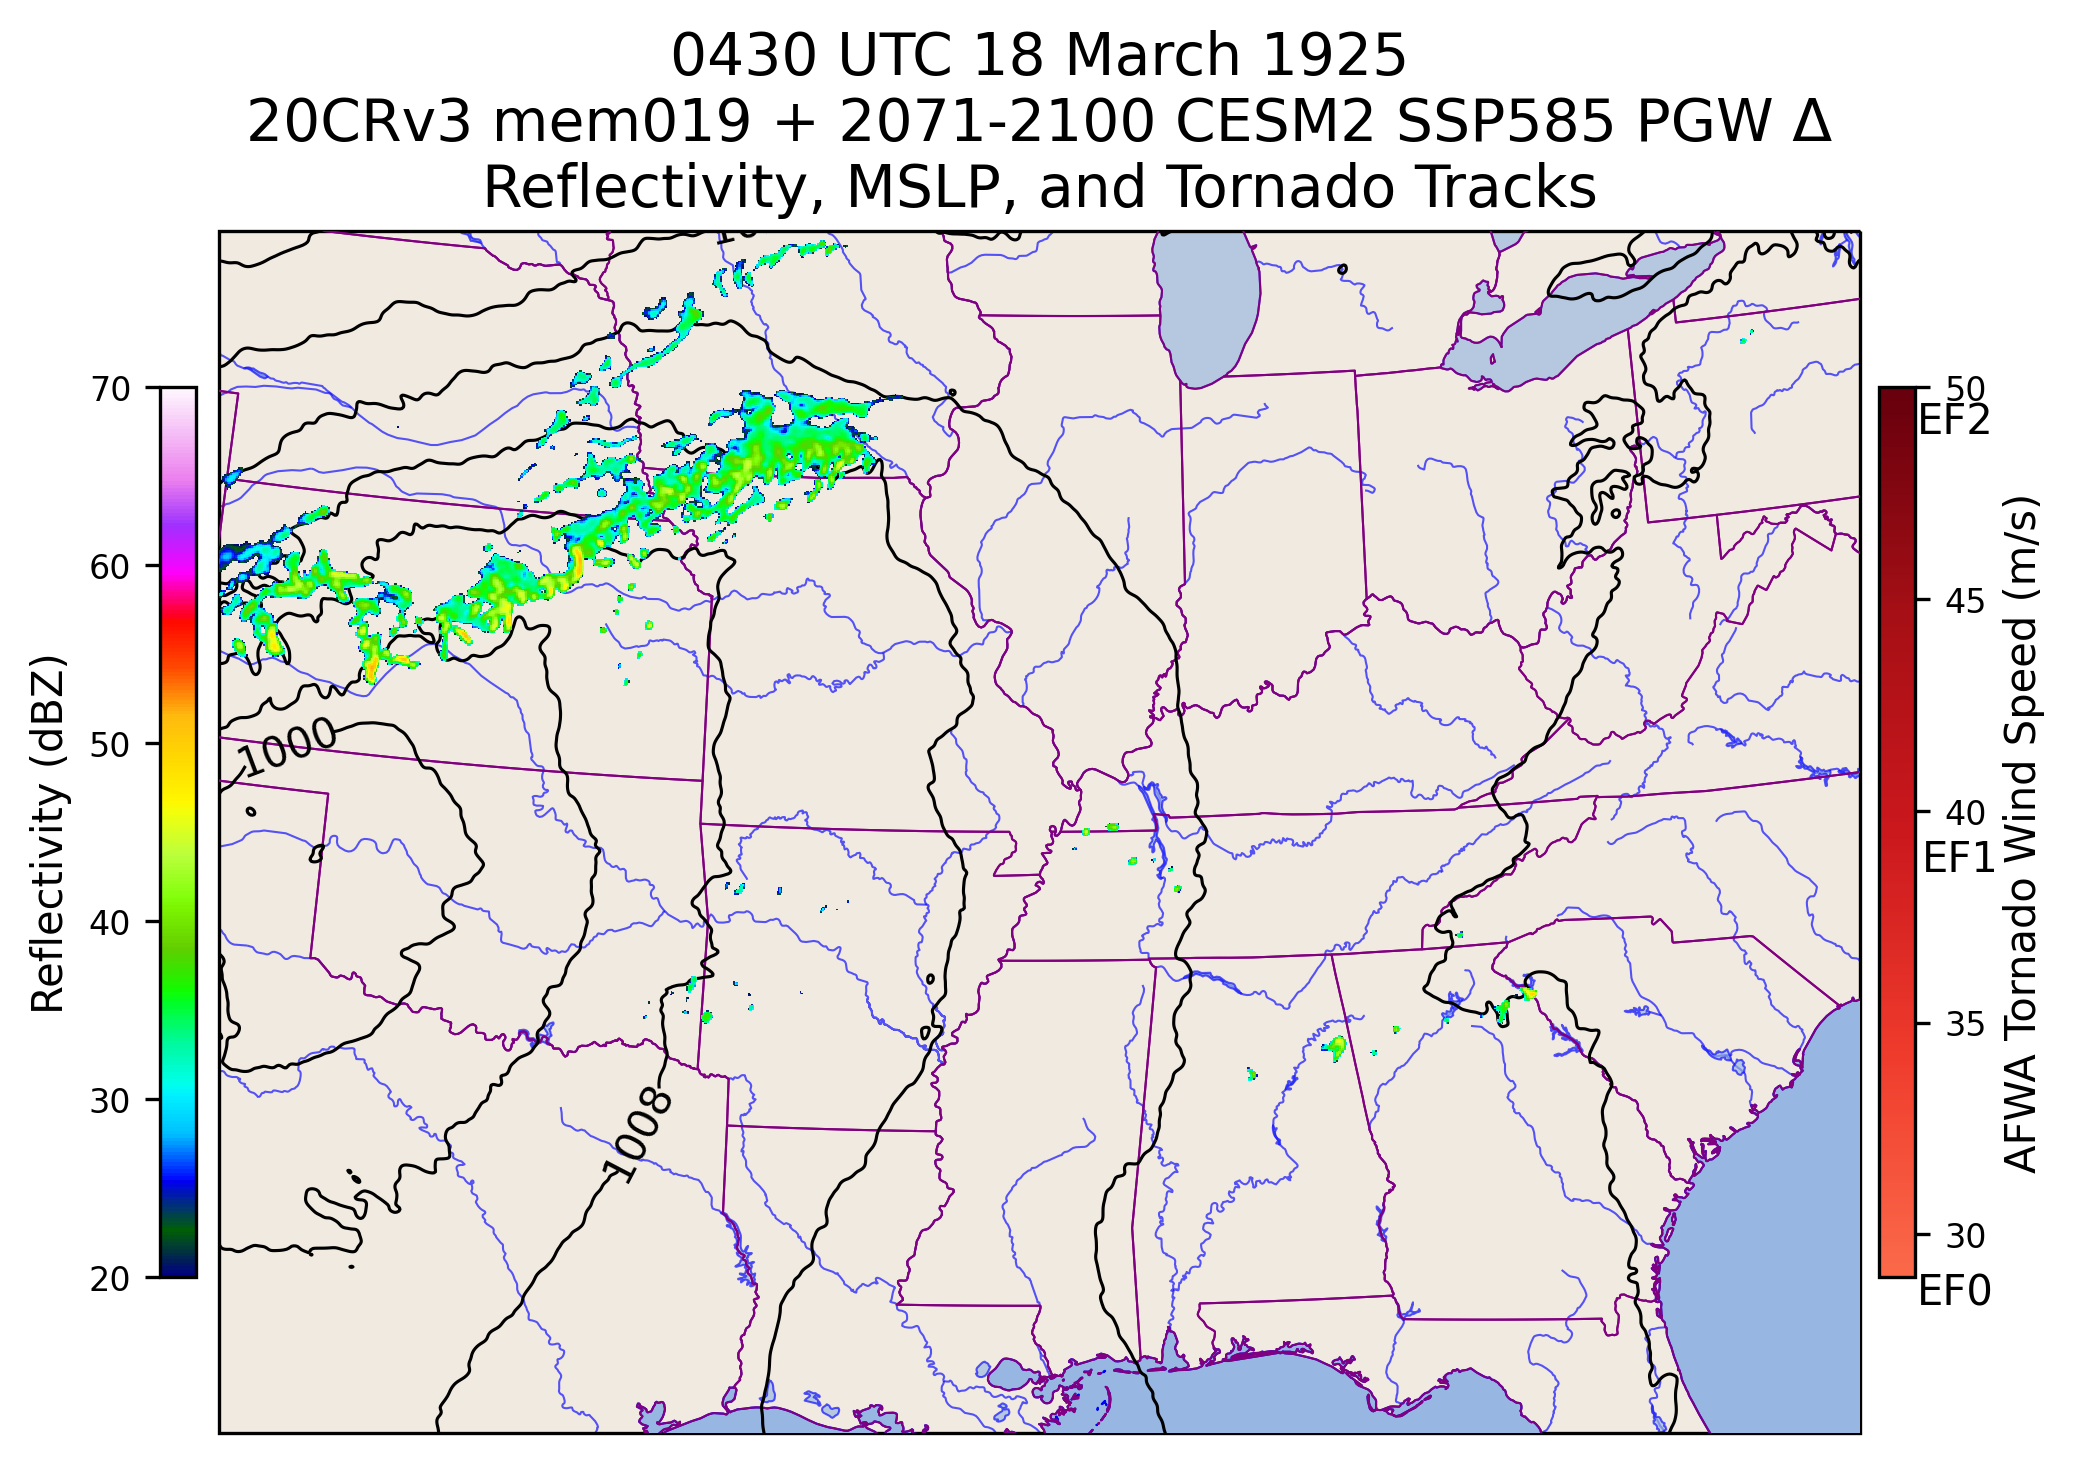 0430 UTC 18 March 1925
20CRv3 mem019 + 2071-2100 CESM2 SSP585 PGW Δ
Reflectivity, MSLP, and Tornado Tracks
70
60
50
40
30
20
Reflectivity (dBZ)
1000
1008
50
EF2
45
40
EF1
35
30
EF0
AFWA Tornado Wind Speed (m/s)